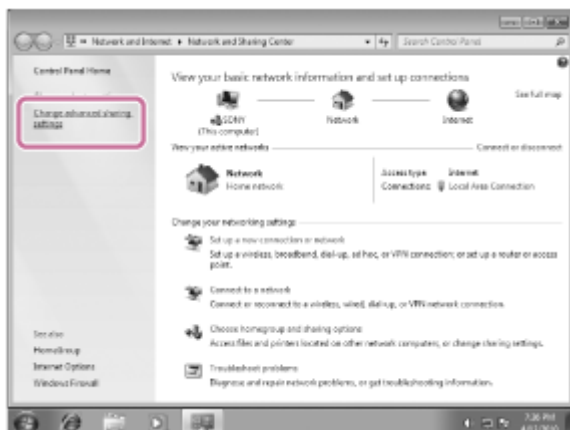 Network and Internet ▸ Network and Sharing Center
Search Control Panel
Control Panel Home
Change advanced sharing
settings
View your basic network information and set up connections
See full map
SONY
(This computer)
Network
Internet
View your active networks
Connect or disconnect
Network
Home network
Access type: Internet
Connections: Local Area Connection
Change your networking settings
Set up a new connection or network
Set up a wireless, broadband, dial-up, ad hoc, or VPN connection; or set up a router or access
point.
Connect to a network
Connect or reconnect to a wireless, wired, dial-up, or VPN network connection.
Choose homegroup and sharing options
Access files and printers located on other network computers, or change sharing settings.
Troubleshoot problems
Diagnose and repair network problems, or get troubleshooting information.
See also
HomeGroup
Internet Options
Windows Firewall